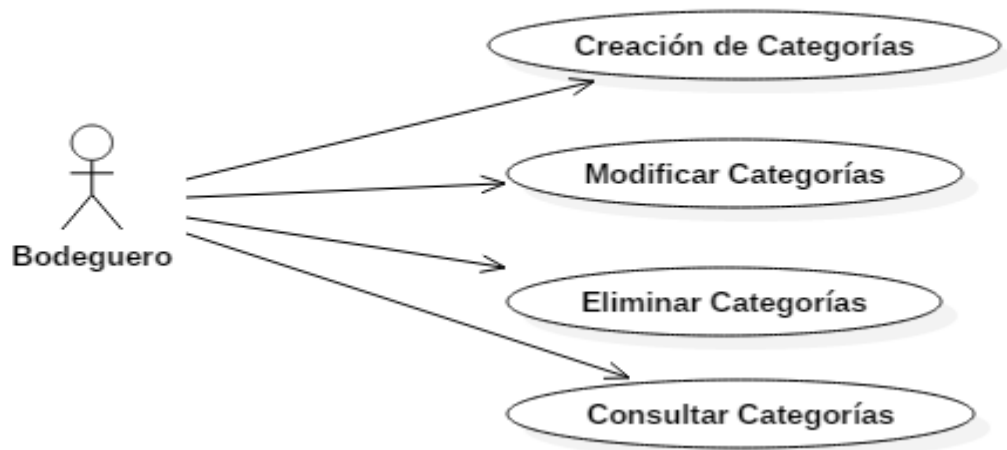 Creación de Categorías
Modificar Categorías
Bodeguero
Eliminar Categorías
Consultar Categorías